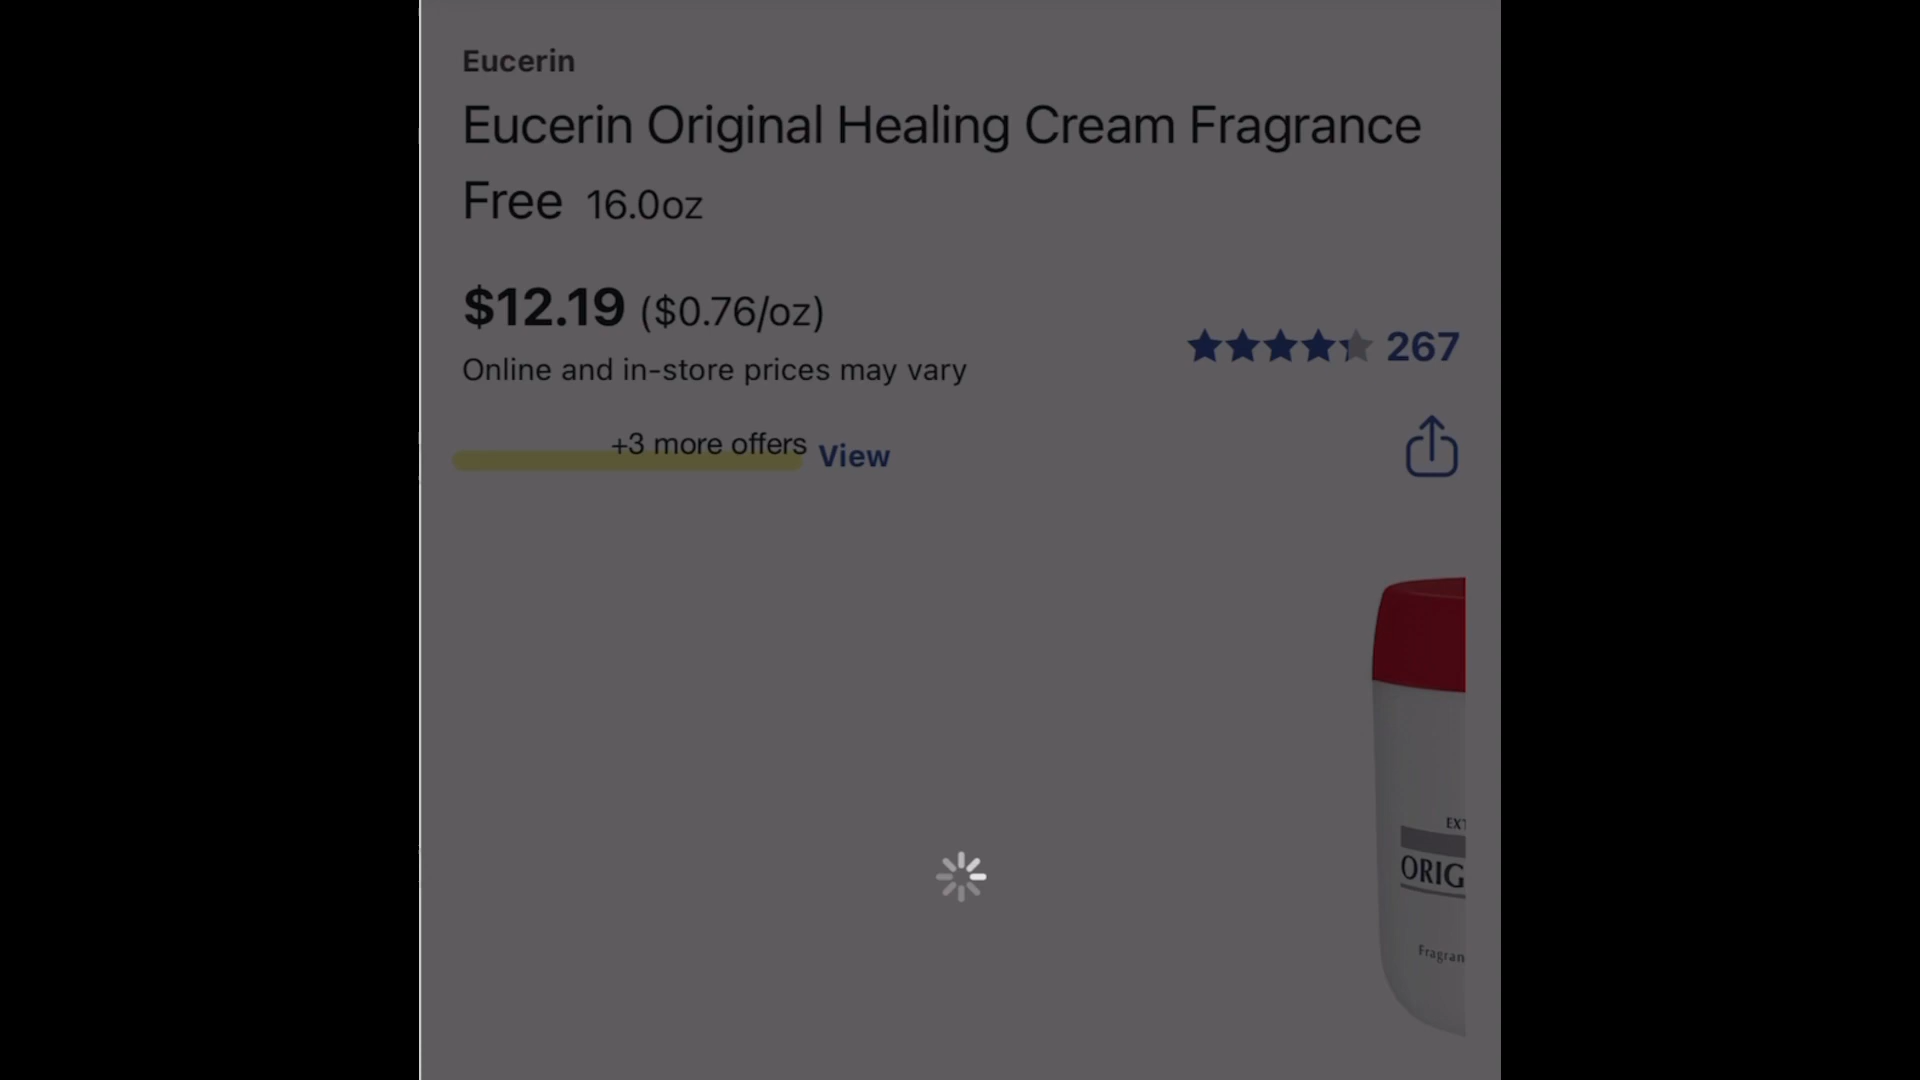 Eucerin
Eucerin Original Healing Cream Fragrance
Free 16.0oz
$12.19 ($0.76/oz)
Online and in-store prices may vary
267
+3 more offers View
ORIG
Fragran